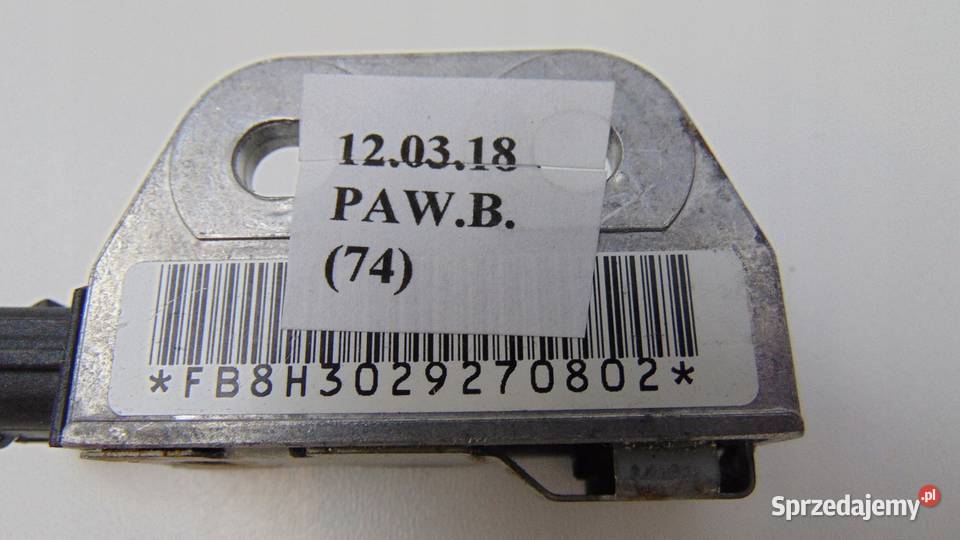 12.03.18
PAW.B.
(74)
*FB8H3029270802*
Sprzedajemy.pl